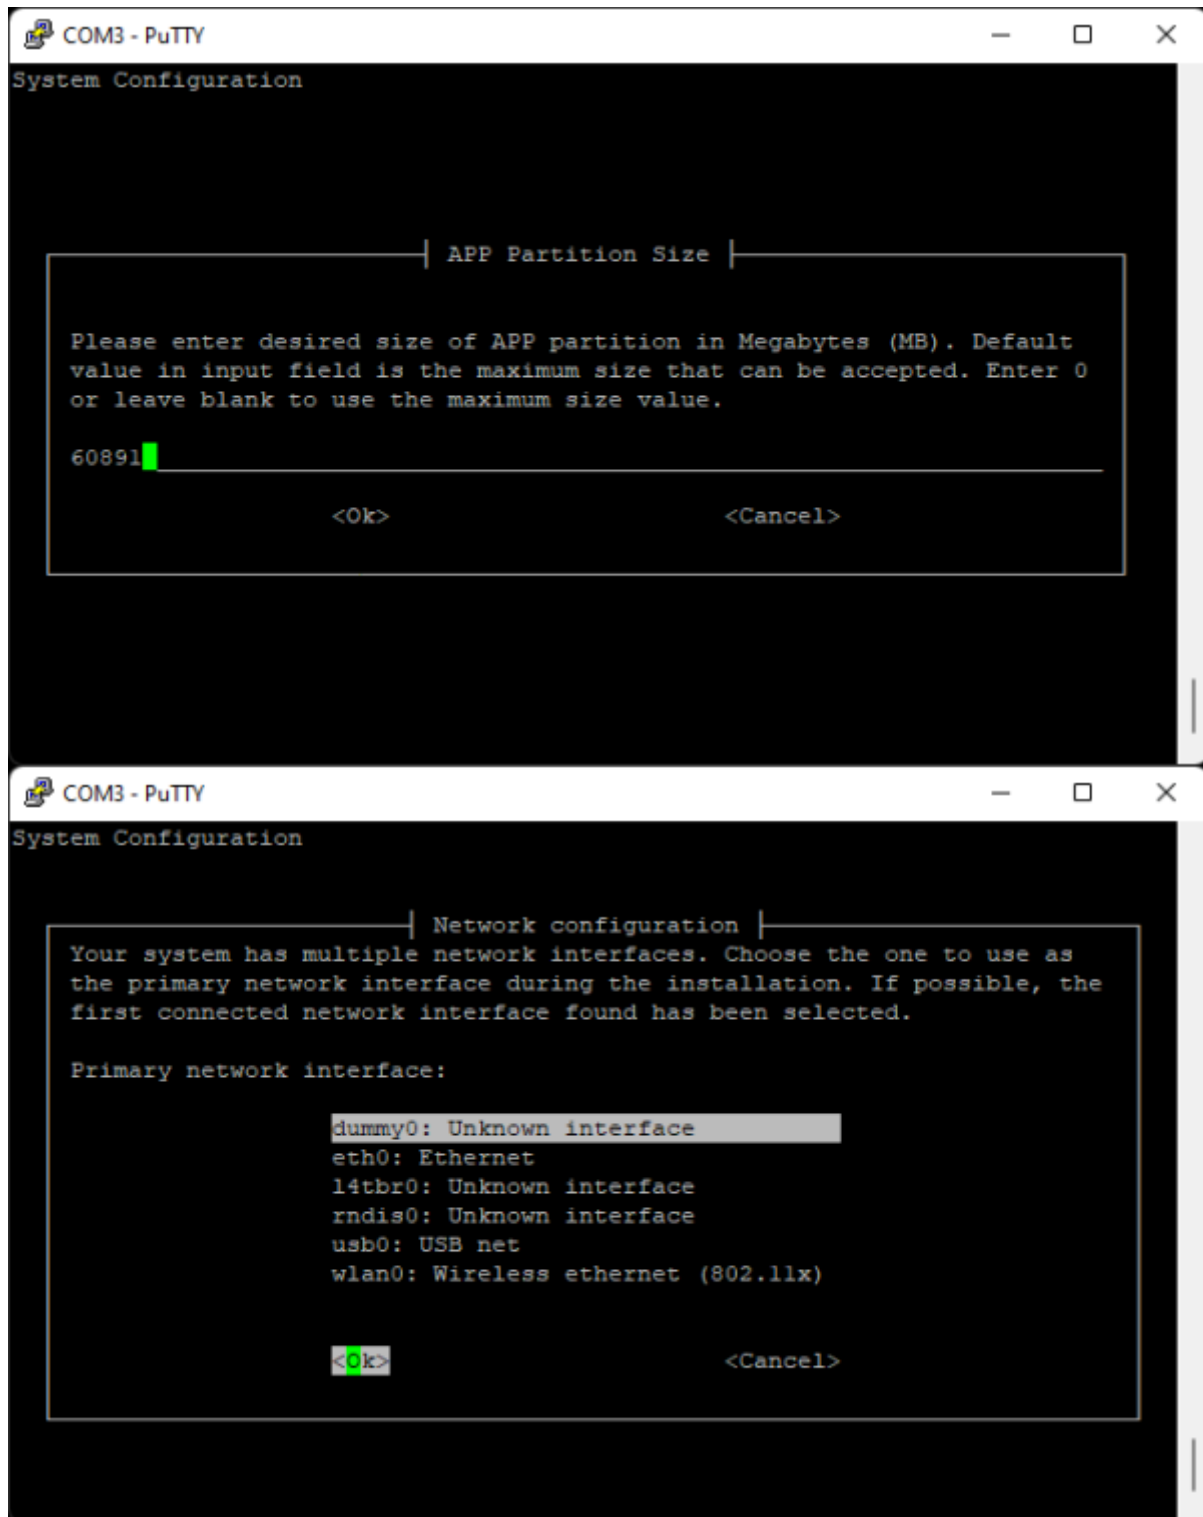 COM3 - PuTTY
System Configuration
APP Partition Size
Please enter desired size of APP partition in Megabytes (MB). Default
value in input field is the maximum size that can be accepted. Enter 0
or leave blank to use the maximum size value.
60891
<Ok> <Cancel>
COM3 - PuTTY
System Configuration
Network configuration
Your system has multiple network interfaces. Choose the one to use as
the primary network interface during the installation. If possible, the
first connected network interface found has been selected.
Primary network interface:
dummy0: Unknown interface
eth0: Ethernet
l4tbr0: Unknown interface
rndis0: Unknown interface
usb0: USB net
wlan0: Wireless ethernet (802.11x)
<Ok> <Cancel>